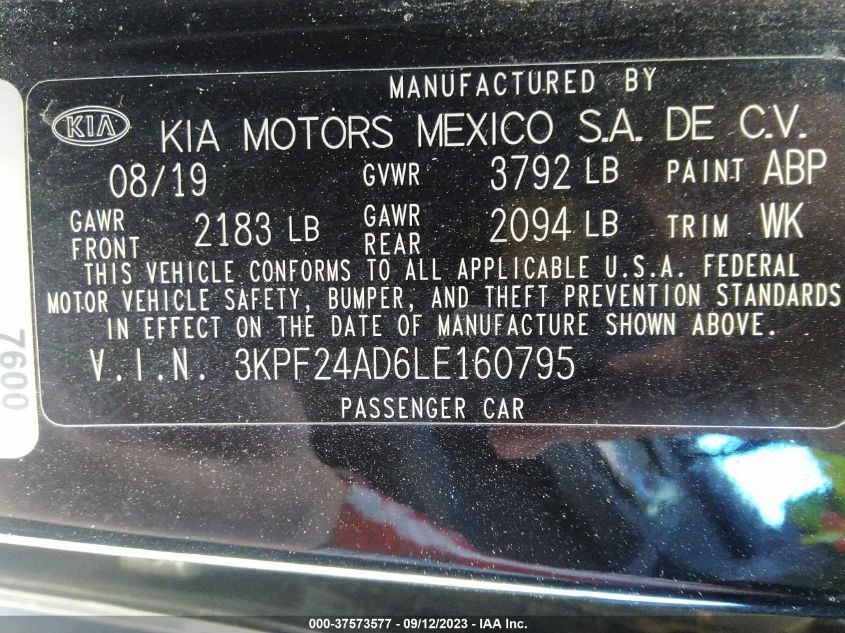 MANUFACTURED BY
KIA KIA MOTORS MEXICO S.A. DE C.V.
08/19 GVWR 3792 LB PAINT ABP
GAWR FRONT 2183 LB GAWR REAR 2094 LB TRIM WK
THIS VEHICLE CONFORMS TO ALL APPLICABLE U.S.A. FEDERAL
MOTOR VEHICLE SAFETY, BUMPER, AND THEFT PREVENTION STANDARDS
IN EFFECT ON THE DATE OF MANUFACTURE SHOWN ABOVE.
V.I.N. 3KPF24AD6LE160795
PASSENGER CAR
7600
000-37573577 - 09/12/2023 - IAA Inc.